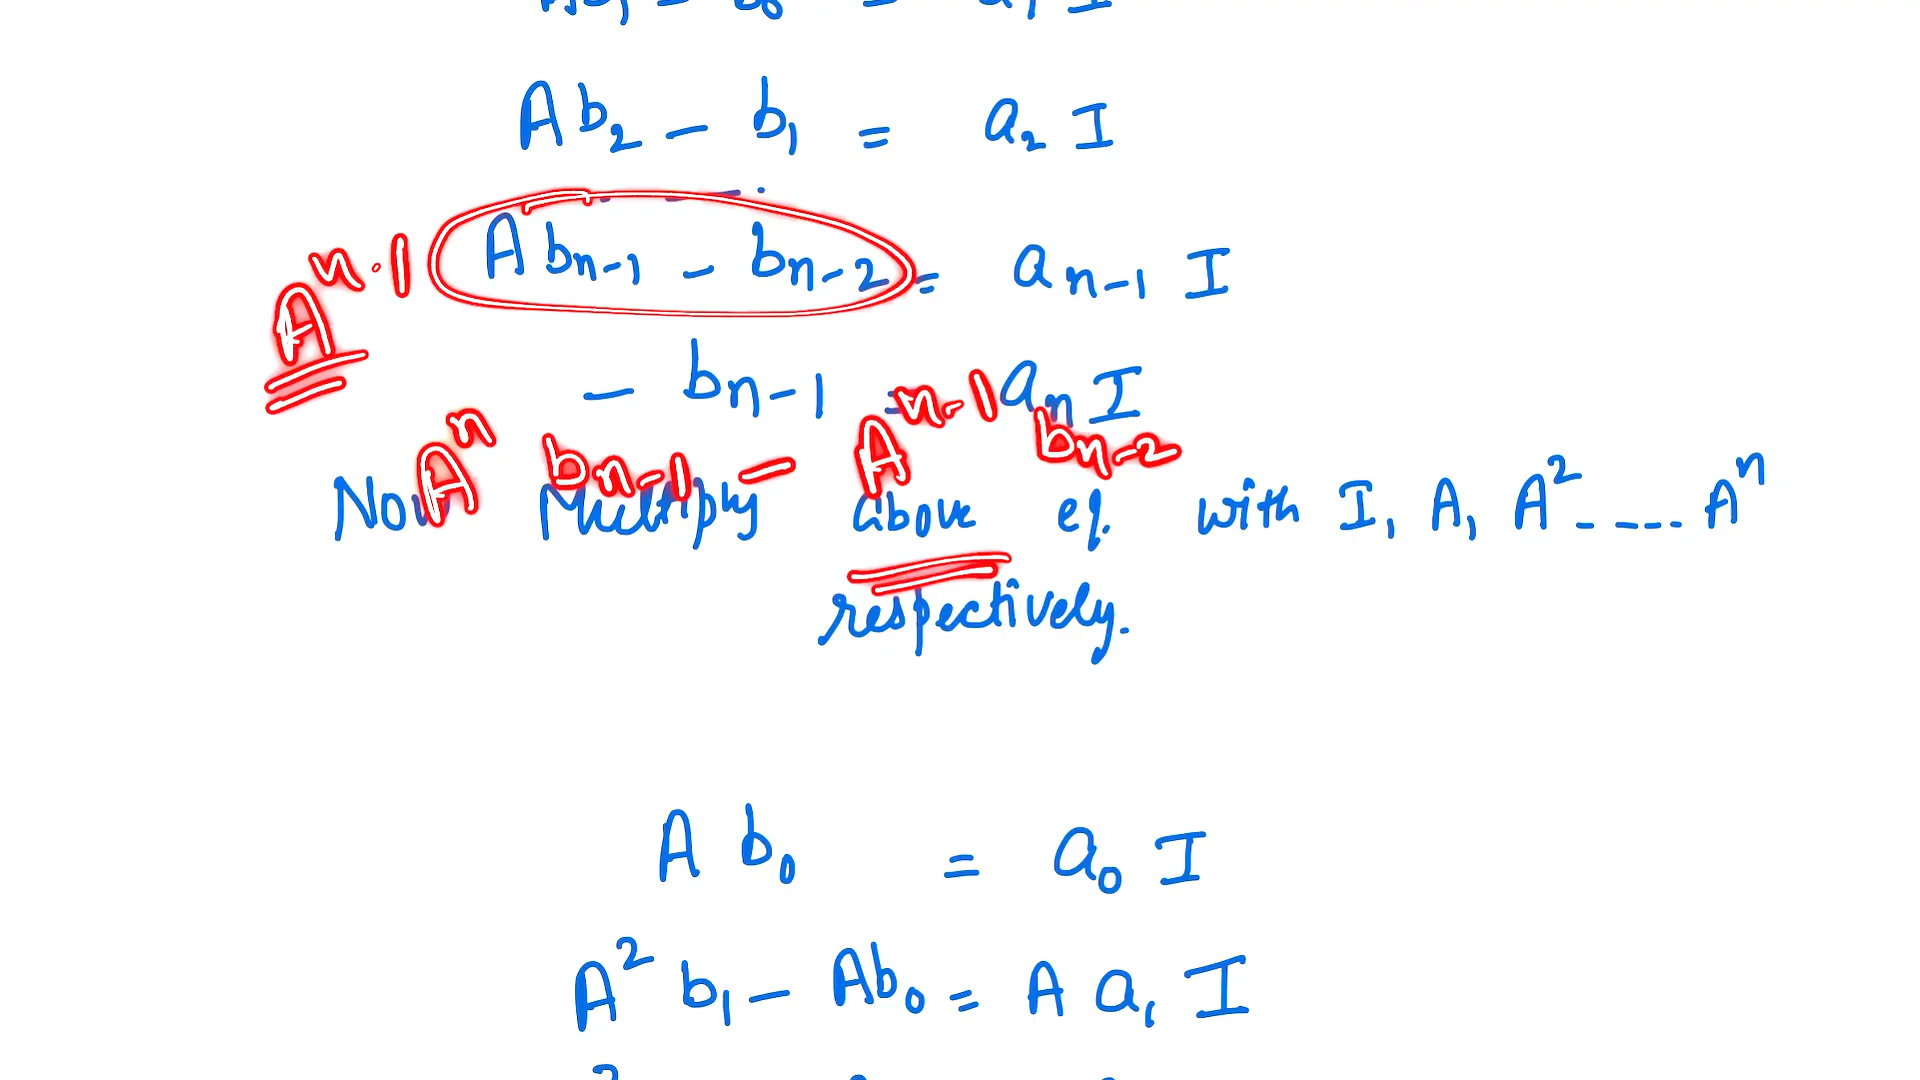 Ab₂ - b₁ = a₂ I
Aⁿ⁻¹ A bₙ₋₁ - bₙ₋₂ = aₙ₋₁ I
- bₙ₋₁ = aₙ I
Aⁿ bₙ₋₁ - Aⁿ⁻¹ bₙ₋₂
Now Multiply above eq. with I, A, A² ----- Aⁿ
respectively.
A b₀ = a₀ I
A² b₁ - Ab₀ = A a₁ I